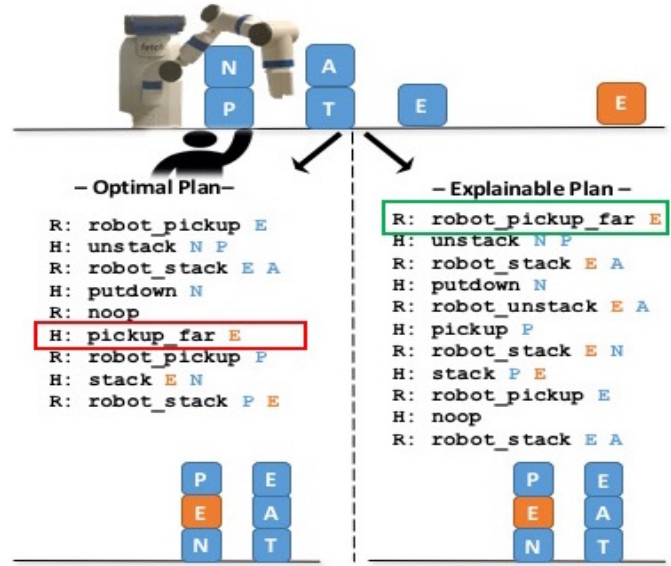 fetch
N A
P T E E
– Optimal Plan–
R: robot_pickup E
H: unstack N P
R: robot_stack E A
H: putdown N
R: noop
H: pickup_far E
R: robot_pickup P
H: stack E N
R: robot_stack P E
P E
E A
N T
– Explainable Plan –
R: robot_pickup_far E
H: unstack N P
R: robot_stack E A
H: putdown N
R: robot_unstack E A
H: pickup P
R: robot_stack E N
H: stack P E
R: robot_pickup E
H: noop
R: robot_stack E A
P E
E A
N T